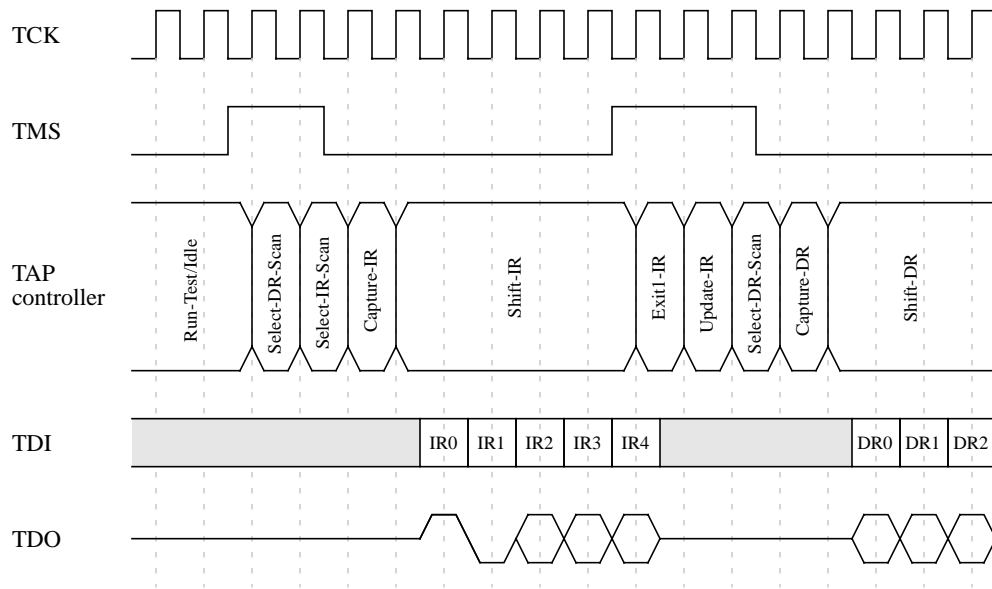 TCK
TMS
TAP
controller
Run-Test/Idle
Select-DR-Scan
Select-IR-Scan
Capture-IR
Shift-IR
Exit1-IR
Update-IR
Select-DR-Scan
Capture-DR
Shift-DR
TDI
IR0
IR1
IR2
IR3
IR4
DR0
DR1
DR2
TDO